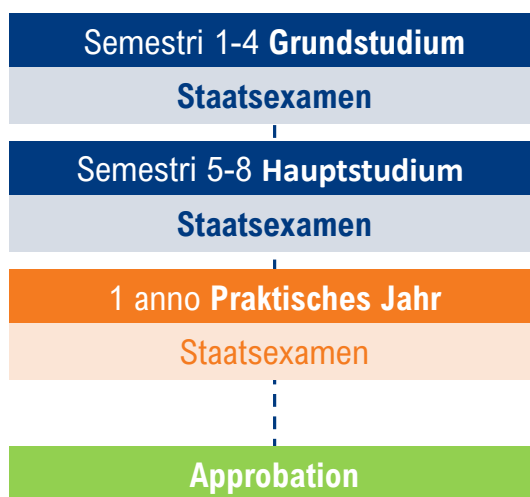 Semestri 1-4 Grundstudium
Staatsexamen
Semestri 5-8 Hauptstudium
Staatsexamen
1 anno Praktisches Jahr
Staatsexamen
Approbation